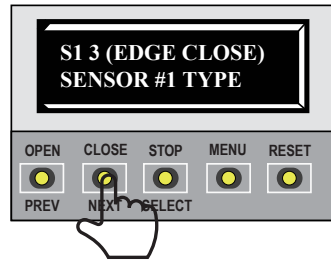 S1 3 (EDGE CLOSE)
SENSOR #1 TYPE
OPEN CLOSE STOP MENU RESET
PREV NEXT SELECT